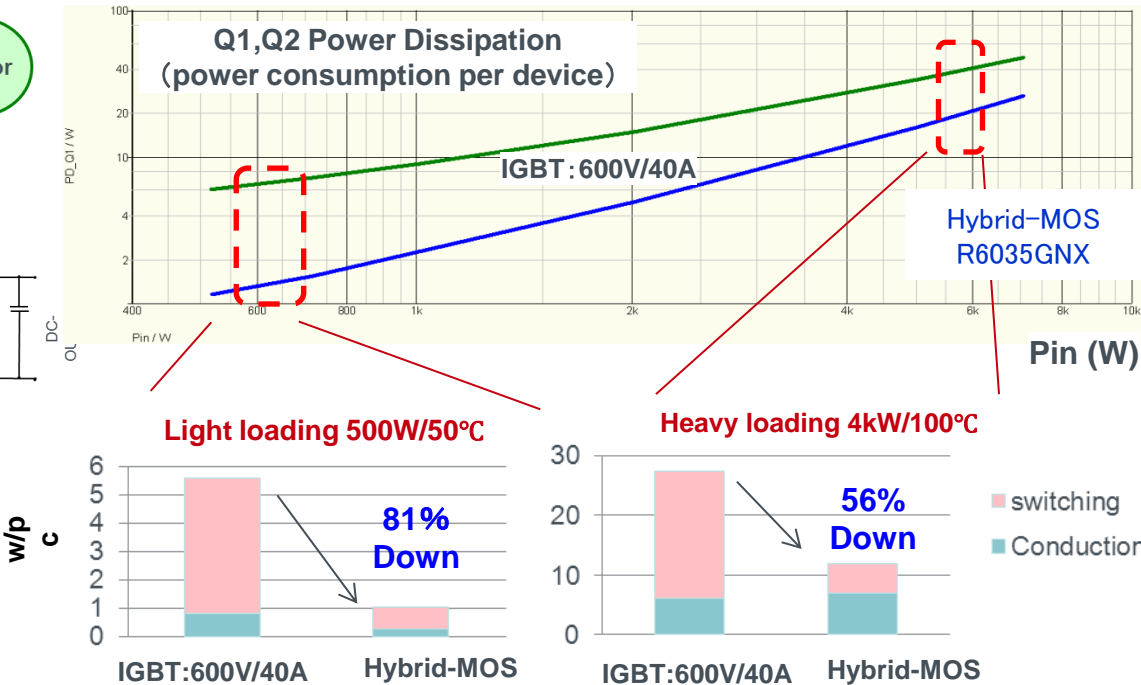 or
Q1,Q2 Power Dissipation
（power consumption per device）
100
40
20
10
4
2
PD_Q1 / W
IGBT：600V/40A
Hybrid-MOS
R6035GNX
400
600
800
1k
2k
4k
6k
8k
10k
Pin / W
Pin (W)
DC-
Light loading 500W/50℃
Heavy loading 4kW/100℃
6
5
4
3
2
1
0
w/p
c
81%
Down
IGBT:600V/40A
Hybrid-MOS
30
20
10
0
56%
Down
IGBT:600V/40A
Hybrid-MOS
switching
Conduction